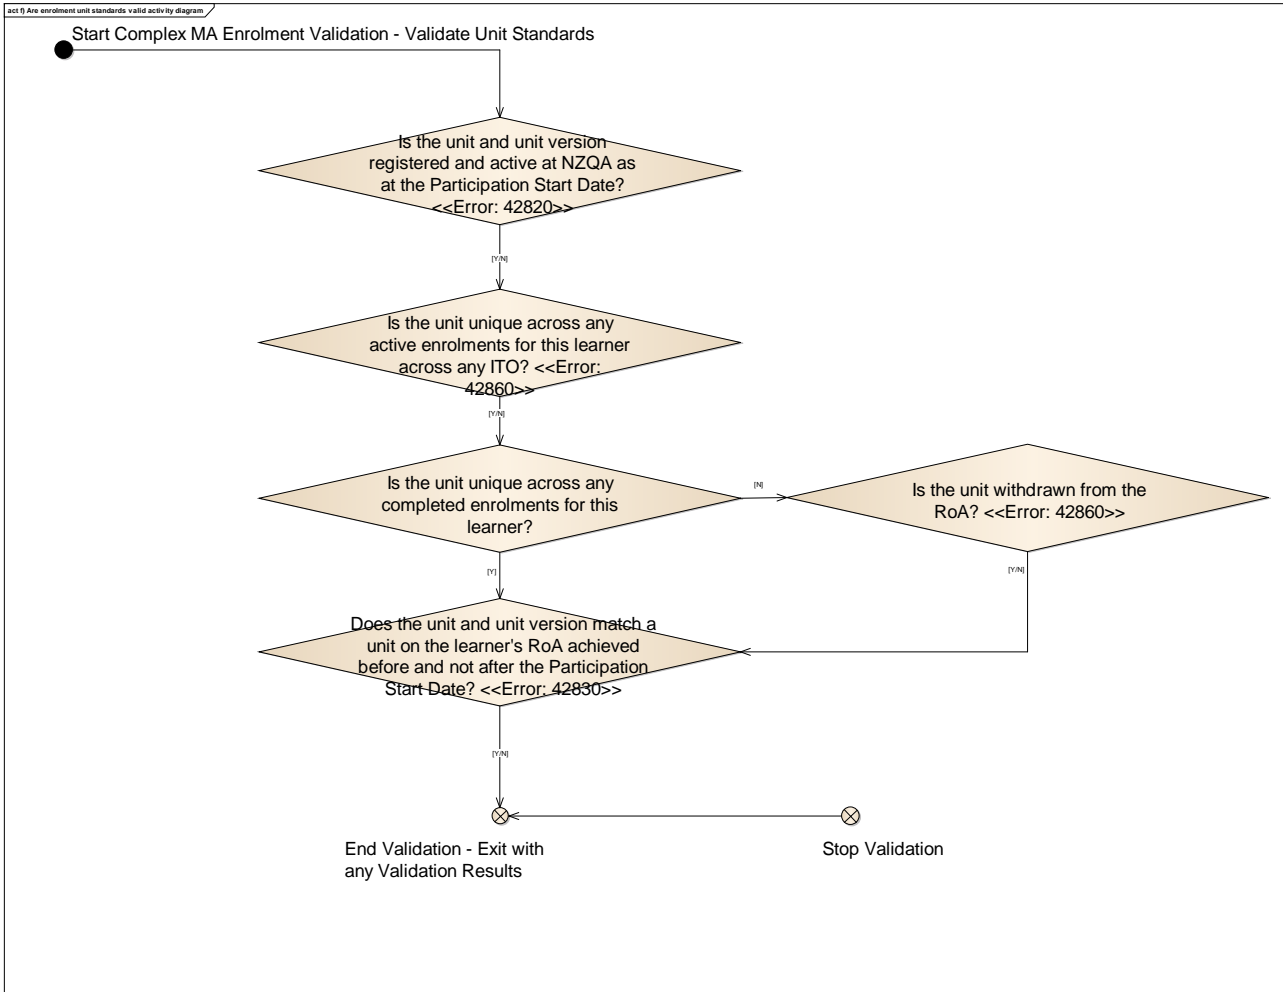 act f) Are enrolment unit standards valid activity diagram
Start Complex MA Enrolment Validation - Validate Unit Standards
Is the unit and unit version
registered and active at NZQA as
at the Participation Start Date?
<<Error: 42820>>
[Y/N]
Is the unit unique across any
active enrolments for this learner
across any ITO? <<Error:
42860>>
[Y/N]
Is the unit unique across any
completed enrolments for this
learner?
[N]
Is the unit withdrawn from the
RoA? <<Error: 42860>>
[Y]
[Y/N]
Does the unit and unit version match a
unit on the learner's RoA achieved
before and not after the Participation
Start Date? <<Error: 42830>>
[Y/N]
End Validation - Exit with
any Validation Results
Stop Validation